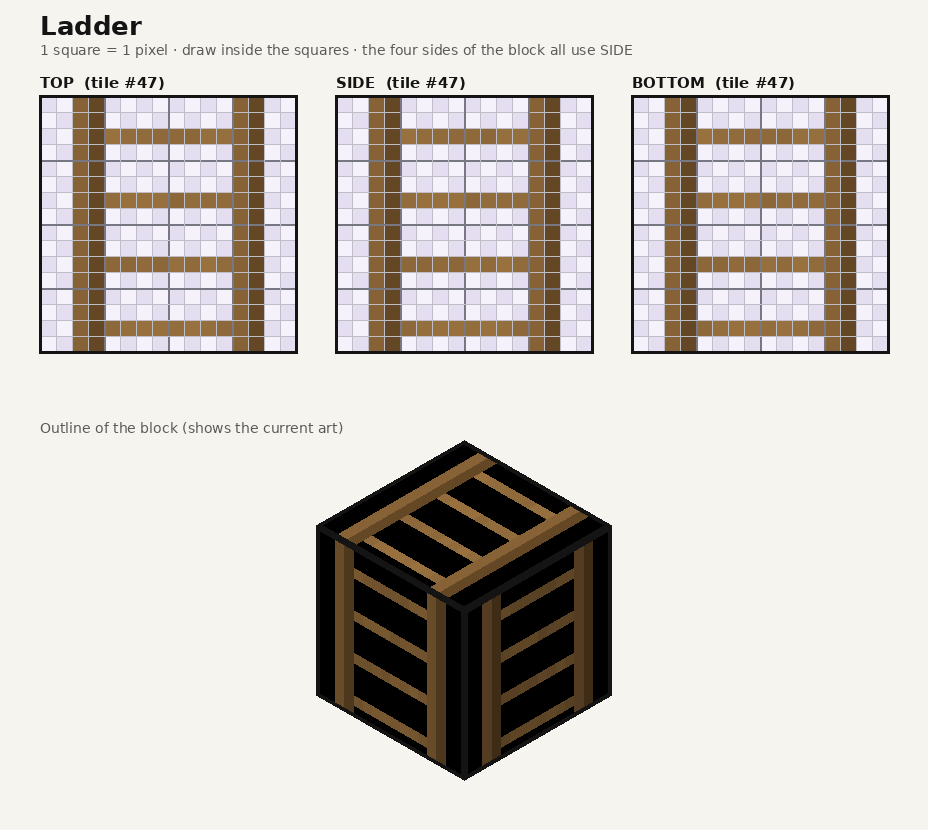 Ladder
1 square = 1 pixel · draw inside the squares · the four sides of the block all use SIDE
TOP (tile #47)
SIDE (tile #47)
BOTTOM (tile #47)
Outline of the block (shows the current art)